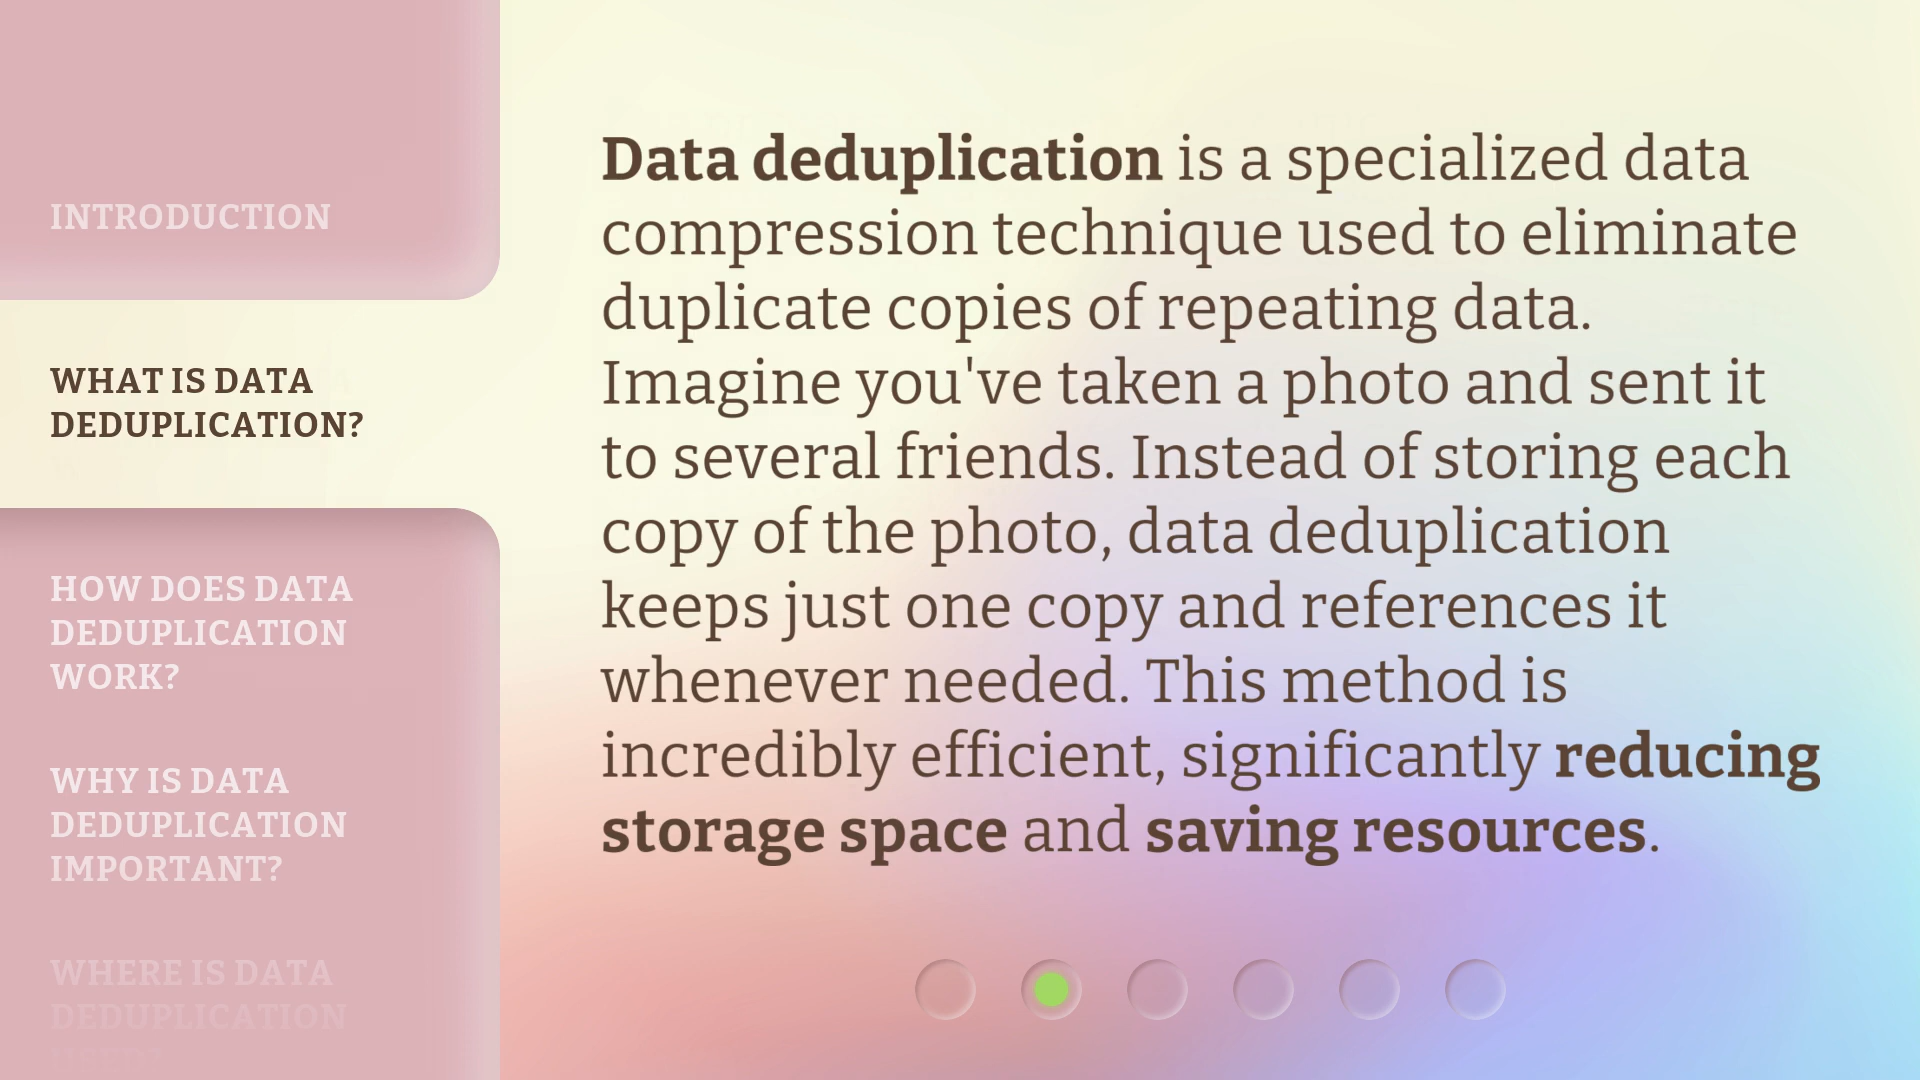 INTRODUCTION
WHAT IS DATA
DEDUPLICATION?
HOW DOES DATA
DEDUPLICATION
WORK?
WHY IS DATA
DEDUPLICATION
IMPORTANT?
WHERE IS DATA
DEDUPLICATION
USED?
Data deduplication is a specialized data
compression technique used to eliminate
duplicate copies of repeating data.
Imagine you've taken a photo and sent it
to several friends. Instead of storing each
copy of the photo, data deduplication
keeps just one copy and references it
whenever needed. This method is
incredibly efficient, significantly reducing
storage space and saving resources.